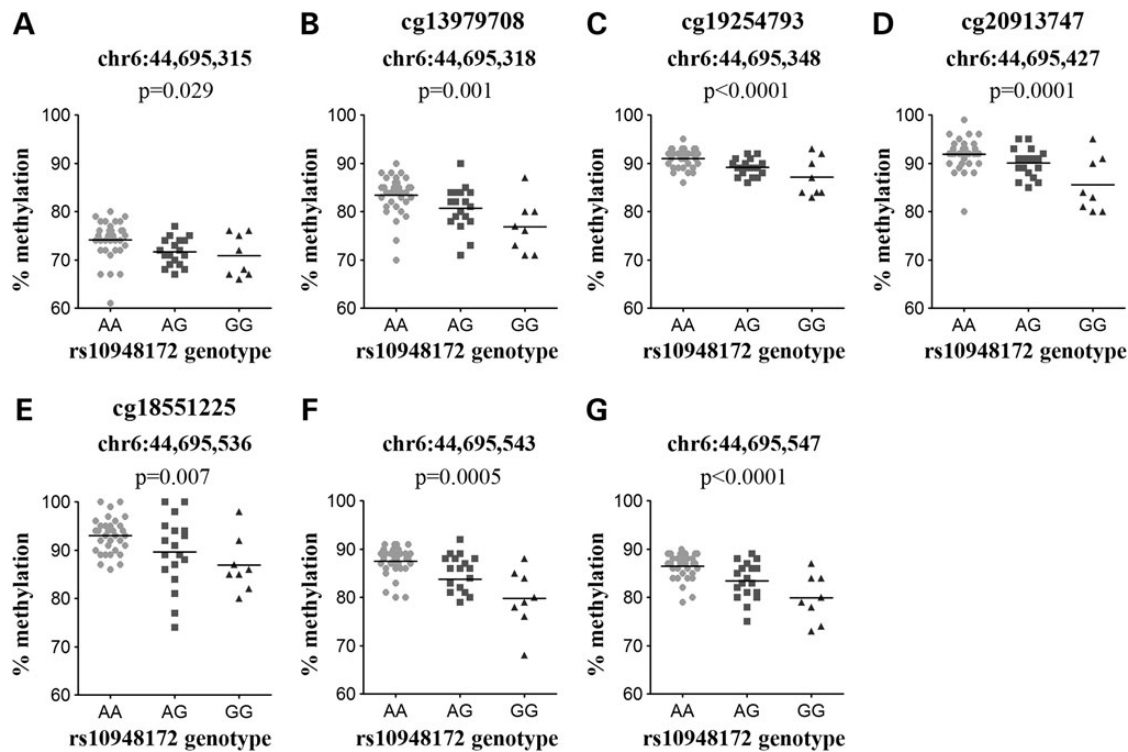 A
chr6:44,695,315
p=0.029
% methylation
100
90
80
70
60
AA AG GG
rs10948172 genotype
B
cg13979708
chr6:44,695,318
p=0.001
% methylation
100
90
80
70
60
AA AG GG
rs10948172 genotype
C
cg19254793
chr6:44,695,348
p<0.0001
% methylation
100
90
80
70
60
AA AG GG
rs10948172 genotype
D
cg20913747
chr6:44,695,427
p=0.0001
% methylation
100
90
80
70
60
AA AG GG
rs10948172 genotype
E
cg18551225
chr6:44,695,536
p=0.007
% methylation
100
90
80
70
60
AA AG GG
rs10948172 genotype
F
chr6:44,695,543
p=0.0005
% methylation
100
90
80
70
60
AA AG GG
rs10948172 genotype
G
chr6:44,695,547
p<0.0001
% methylation
100
90
80
70
60
AA AG GG
rs10948172 genotype